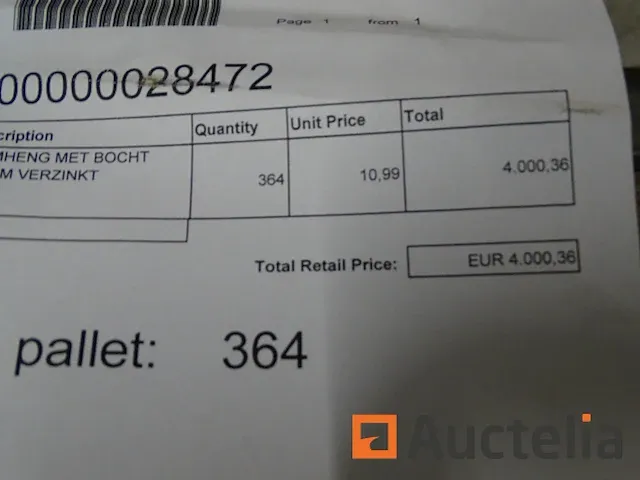 Page 1 from 1
00000028472
cription Quantity Unit Price Total
MHENG MET BOCHT
M VERZINKT 364 10,99 4.000,36
Total Retail Price: EUR 4.000,36
pallet: 364
Auctelia